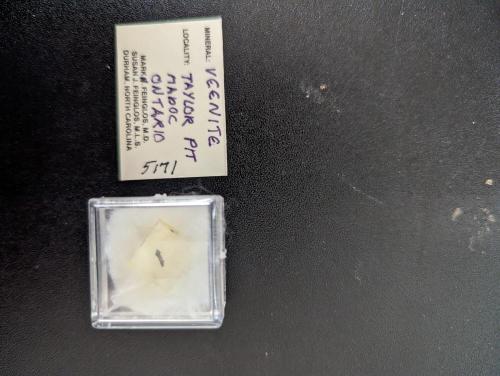 MINERAL: VEENITE
LOCALITY: TAYLOR PIT
MADOC
ONTARIO
MARK N. FEINGLOS, M.D.
SUSAN J. FEINGLOS, M.L.S.
DURHAM, NORTH CAROLINA
5171